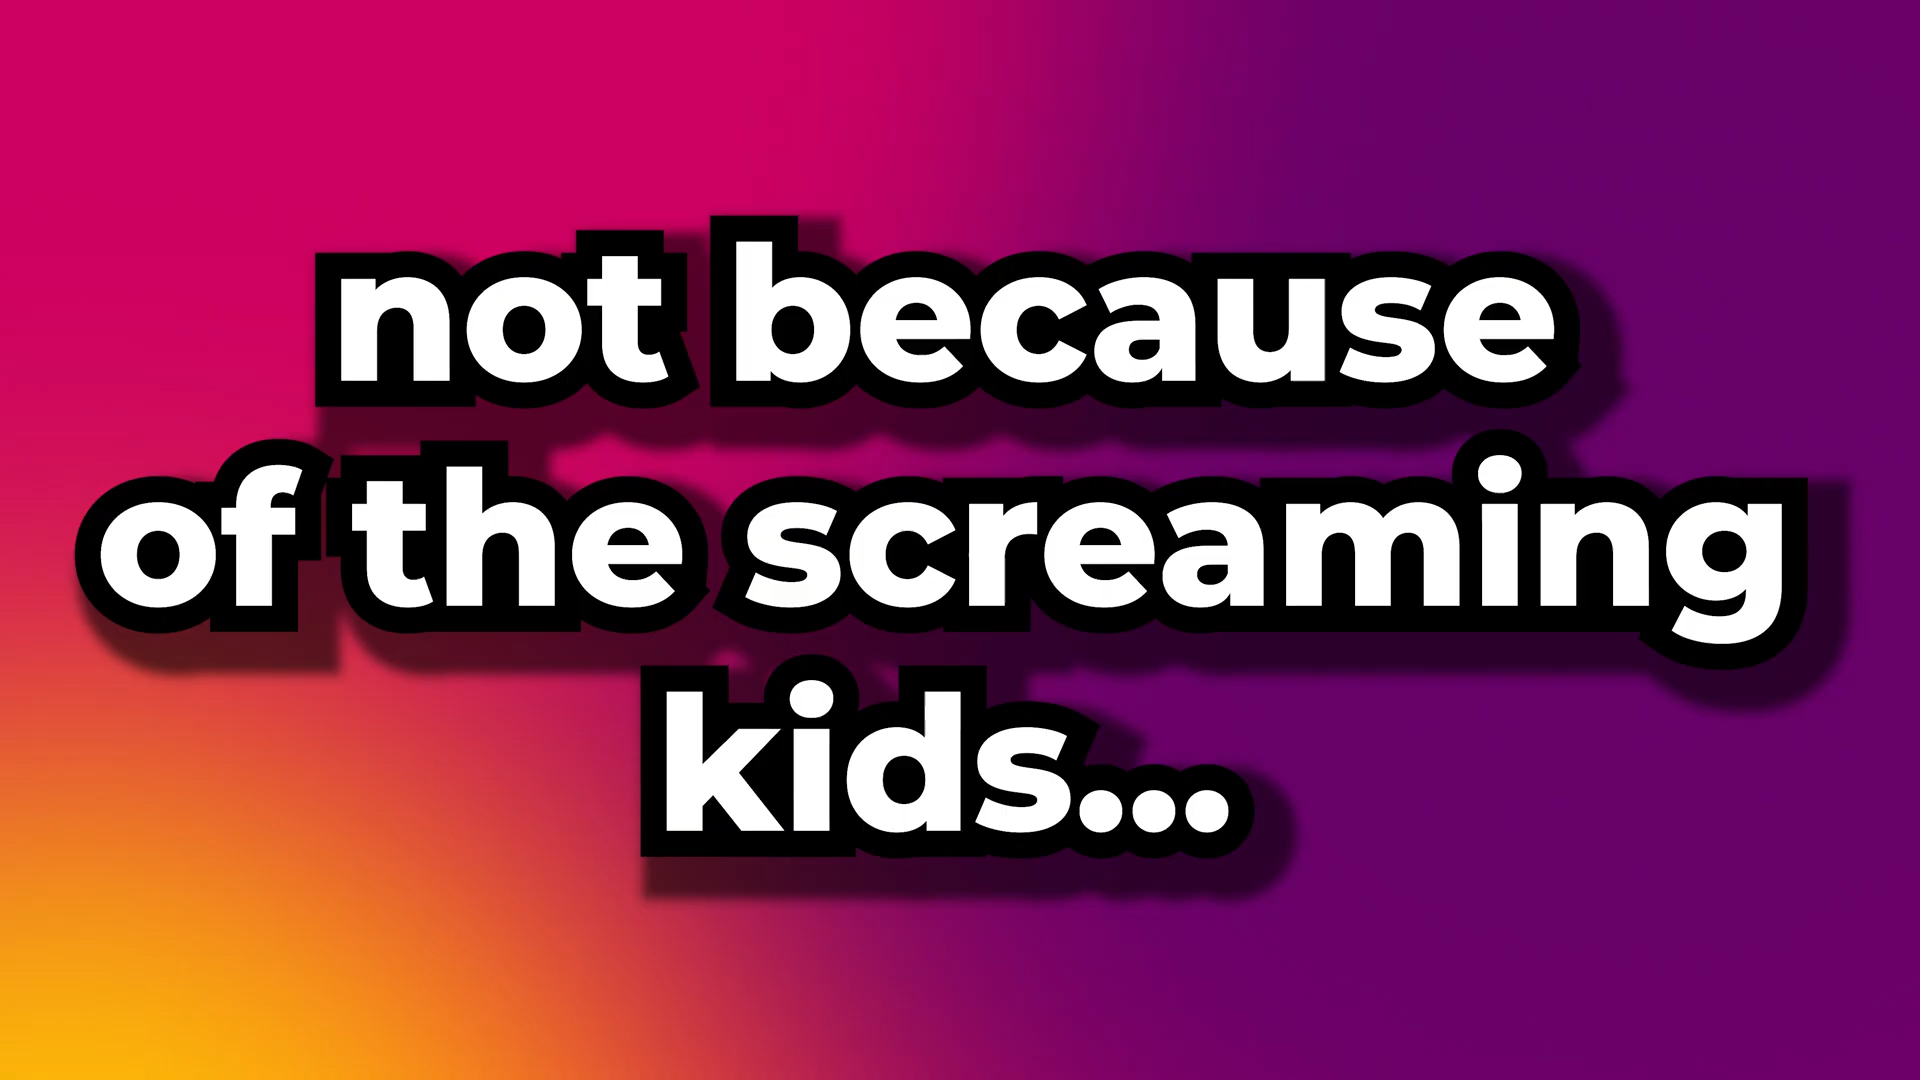 not because
of the screaming
kids...